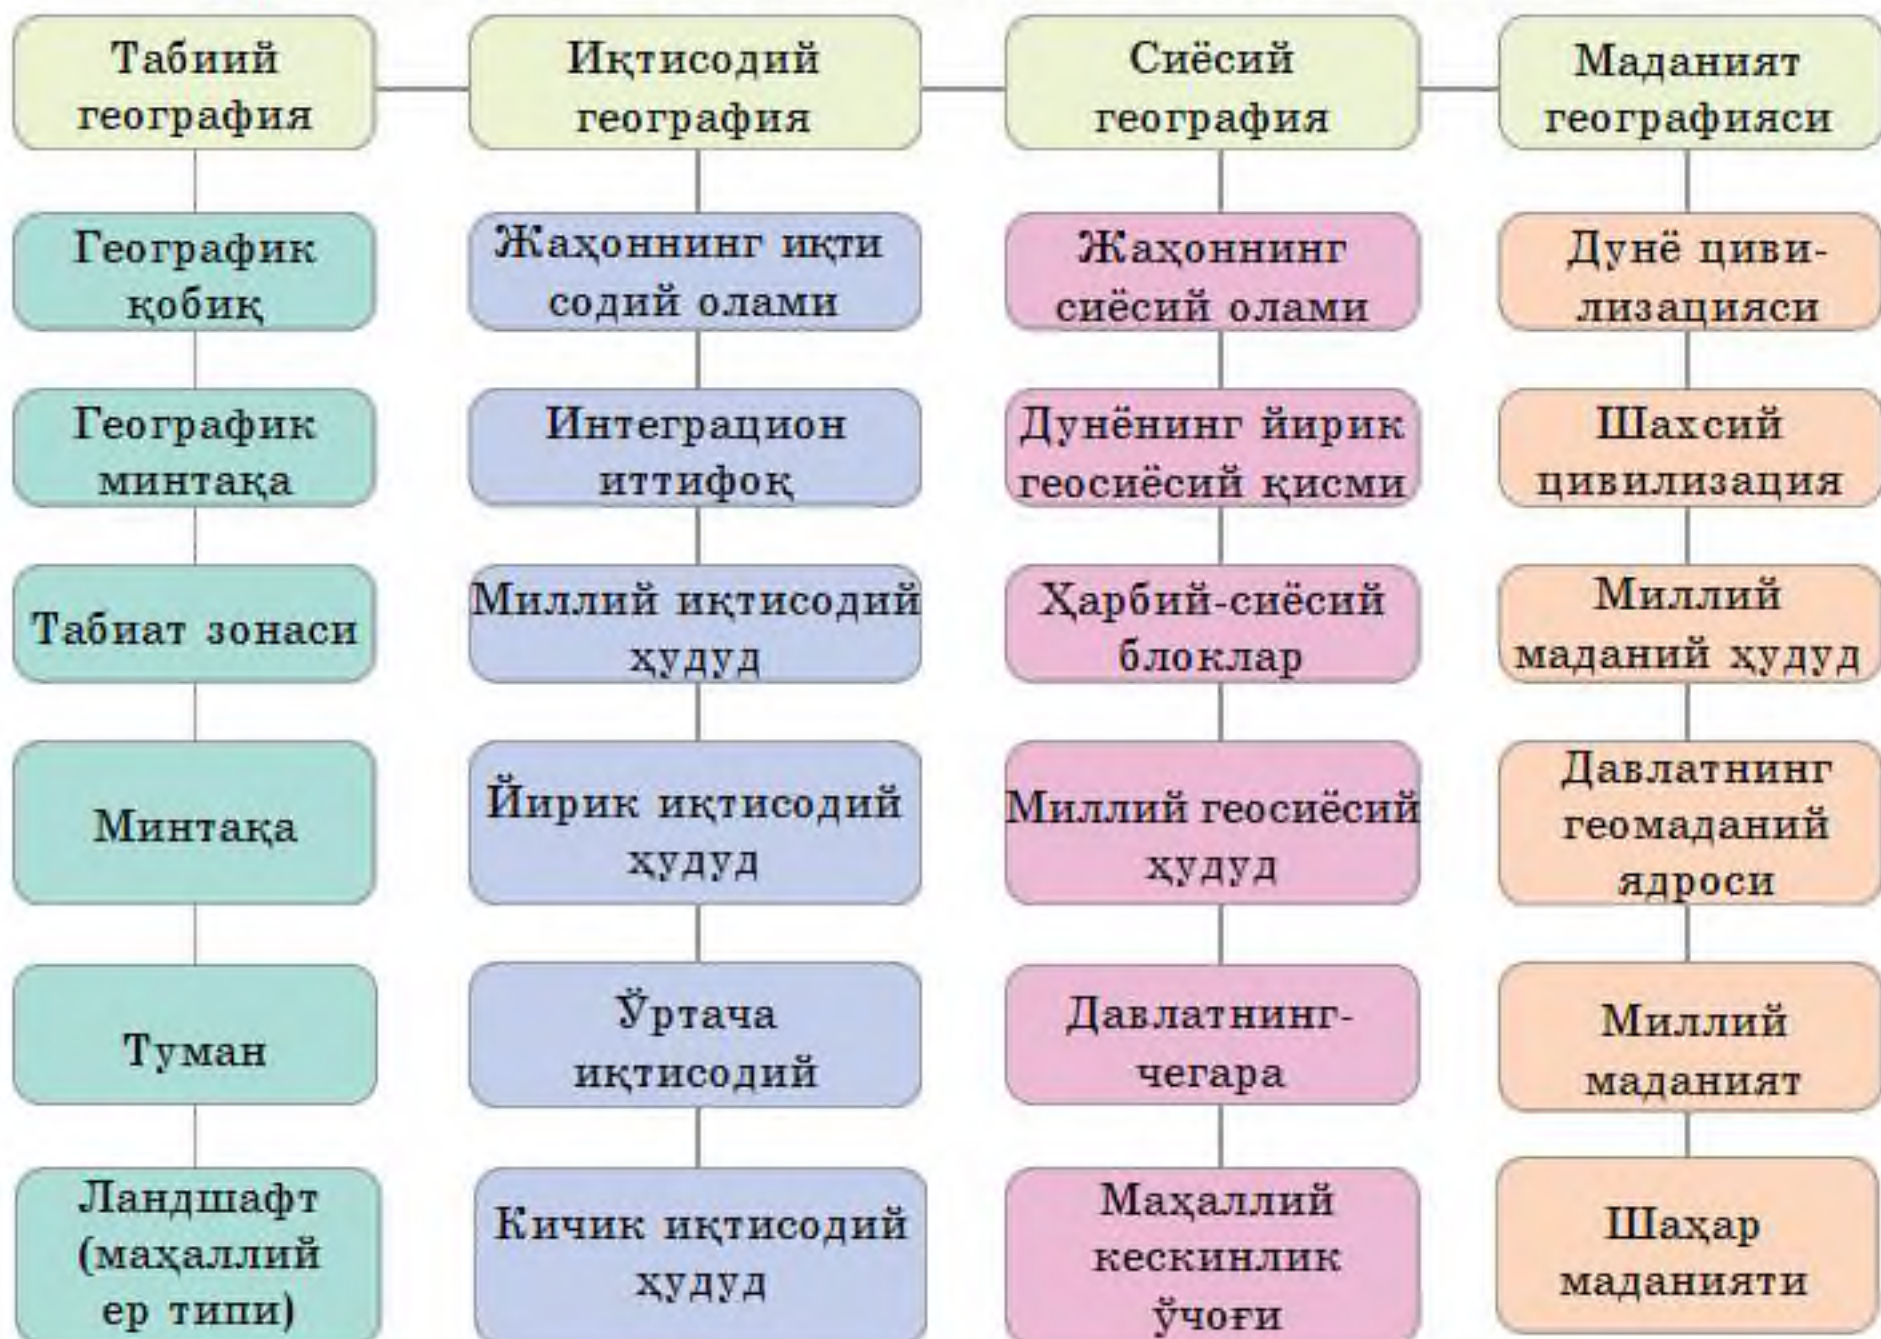 Табиий
география
Иқтисодий
география
Сиёсий
география
Маданият
географияси
Географик
қобиқ
Жаҳоннинг иқти
содий олами
Жаҳоннинг
сиёсий олами
Дунё циви-
лизацияси
Географик
минтақа
Интеграцион
иттифоқ
Дунёнинг йирик
геосиёсий қисми
Шахсий
цивилизация
Табиат зонаси
Миллий иқтисодий
ҳудуд
Ҳарбий-сиёсий
блоклар
Миллий
маданий ҳудуд
Минтақа
Йирик иқтисодий
ҳудуд
Миллий геосиёсий
ҳудуд
Давлатнинг
геомаданий
ядроси
Туман
Ўртача
иқтисодий
Давлатнинг-
чегара
Миллий
маданият
Ландшафт
(маҳаллий
ер типи)
Кичик иқтисодий
ҳудуд
Маҳаллий
кескинлик
ўчоғи
Шаҳар
маданияти